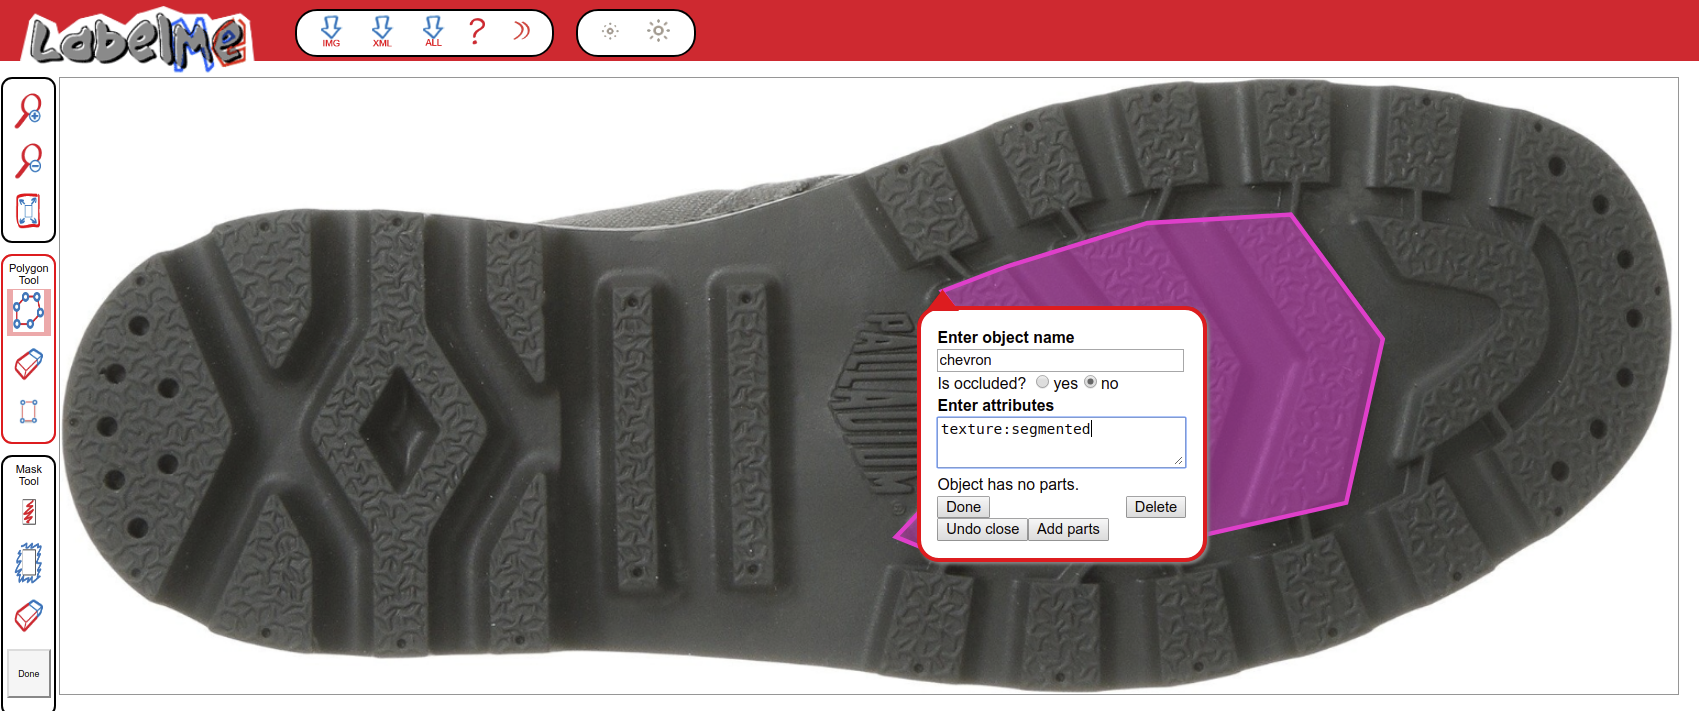 LabelMe
IMG
XML
ALL
?
Polygon
Tool
Mask
Tool
Done
PALLADIUM
Enter object name
chevron
Is occluded? yes no
Enter attributes
texture:segmented
Object has no parts.
Done Delete
Undo close Add parts